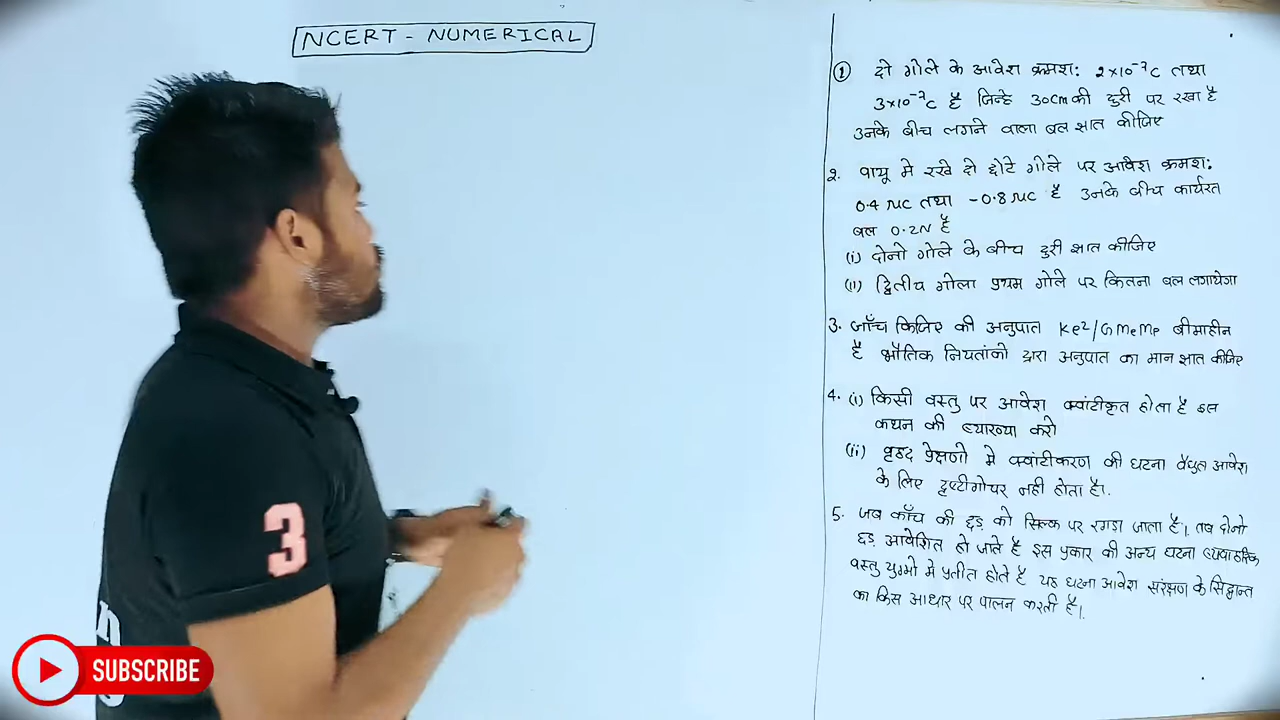 NCERT - NUMERICAL
① दो गोले के आवेश क्रमश: 2×10⁻⁷C तथा
3×10⁻⁷C है जिन्हे 30cm की दुरी पर रखा है
उनके बीच लगने वाला बल ज्ञात कीजिए
2. वायू मे रखे दो छोटे गोले पर आवेश क्रमश:
0.4 μC तथा -0.8 μC है उनके बीच कार्यरत
बल 0.2N है
(i) दोनो गोले के बीच दुरी ज्ञात कीजिए
(ii) द्वितीय गोला प्रथम गोले पर कितना बल लगायेगा
3. जाँच किजिए की अनुपात Ke²/GMeMp बीमाहीन
है भौतिक नियतांको द्वारा अनुपात का मान ज्ञात कीजिए
4. (i) किसी वस्तु पर आवेश क्वांटीकृत होता है इस
कथन की व्याख्या करो
(ii) वृहद प्रेक्षणो मे क्वांटीकरण की घटना वैधुत आवेश
के लिए दृष्टीगोचर नही होता है।.
5. जब काँच की छड़ को सिल्क पर रगडा जाता है। तब दोनो
छड़ आवेशित हो जाते है इस प्रकार की अन्य घटना
वस्तु युग्मो मे प्रतीत होते है यह घटना आवेश संरक्षण के सिद्धान्त
का किस आधार पर पालन करती है।.
3
SUBSCRIBE